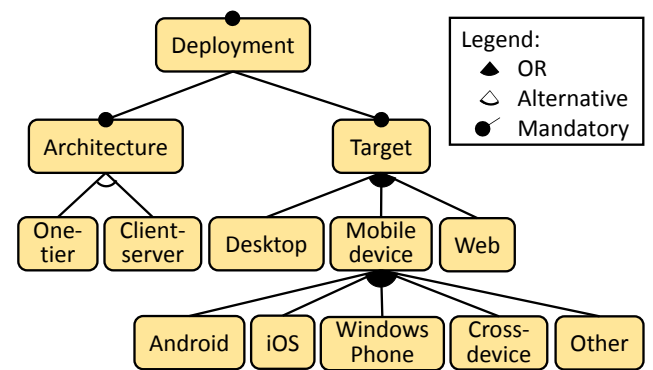 Deployment
Legend:
OR
Alternative
Mandatory
Architecture
Target
One-
tier
Client-
server
Desktop
Mobile
device
Web
Android
iOS
Windows
Phone
Cross-
device
Other